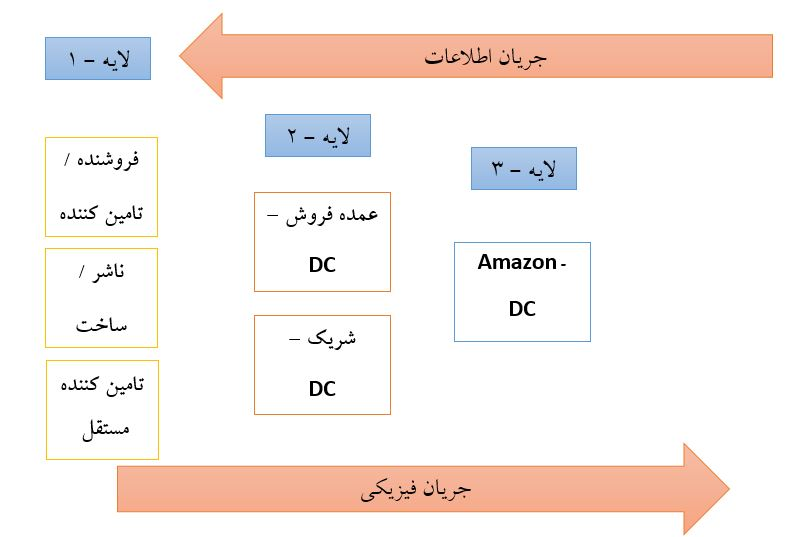 جریان اطلاعات
لایه – ۱
لایه – ۲
لایه – ۳
فروشنده /
تامین کننده
ناشر /
ساخت
تامین کننده
مستقل
عمده فروش –
DC
شریک –
DC
Amazon -
DC
جریان فیزیکی